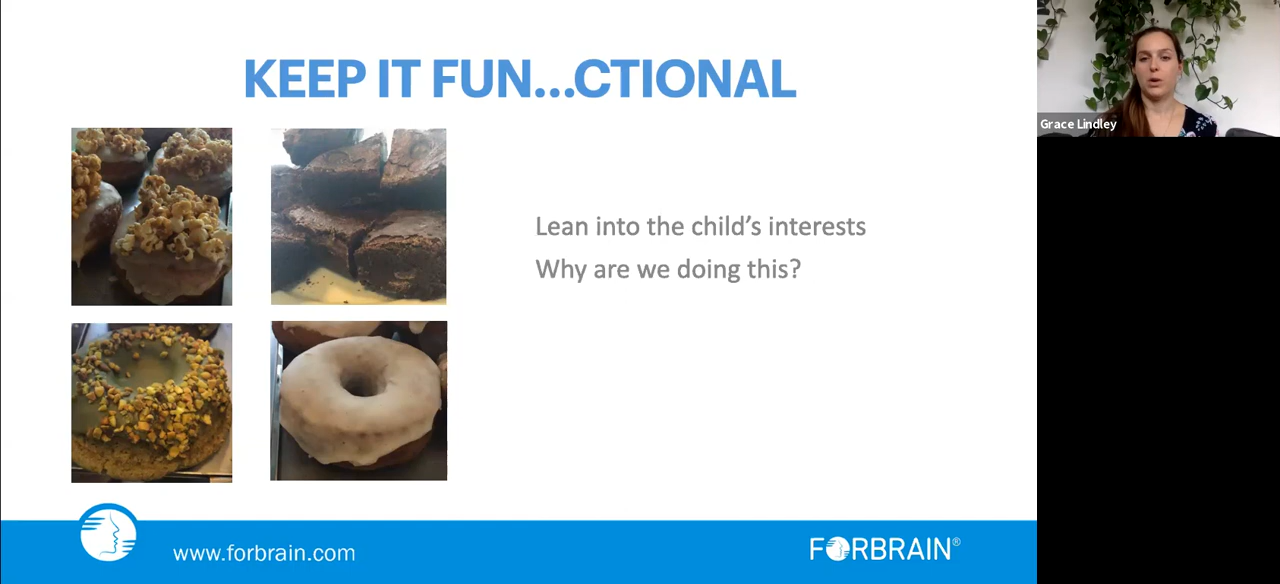 KEEP IT FUN...CTIONAL
Grace Lindley
Lean into the child's interests
Why are we doing this?
www.forbrain.com
FORBRAIN®